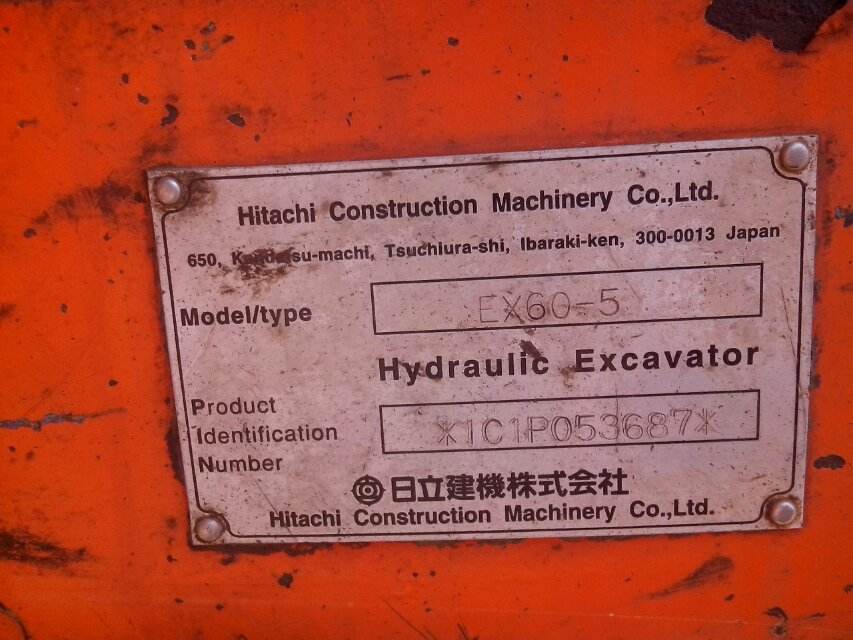 Hitachi Construction Machinery Co.,Ltd.
650, Tsuchiura-shi, Ibaraki-ken, 300-0013 Japan
Model/type EX60-5
Hydraulic Excavator
Product
Identification
Number
*1C1P053687*
日立建機株式会社
Hitachi Construction Machinery Co.,Ltd.